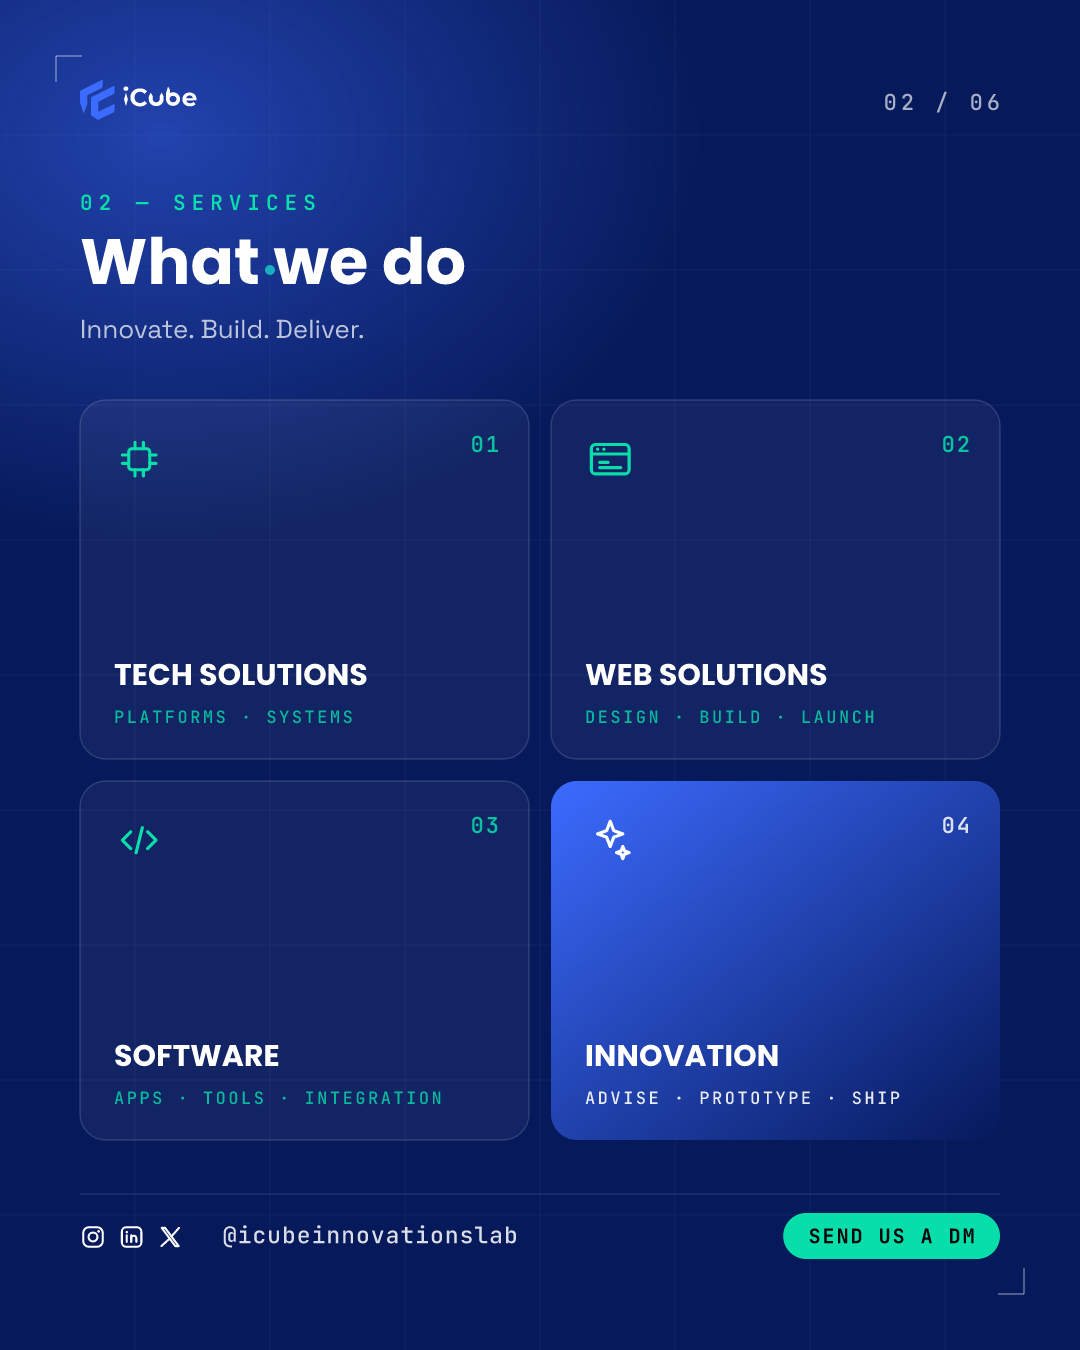 iCube
02 / 06
02 — SERVICES
What we do
Innovate. Build. Deliver.
01
TECH SOLUTIONS
PLATFORMS · SYSTEMS
02
WEB SOLUTIONS
DESIGN · BUILD · LAUNCH
03
SOFTWARE
APPS · TOOLS · INTEGRATION
04
INNOVATION
ADVISE · PROTOTYPE · SHIP
@icubeinnovationslab
SEND US A DM